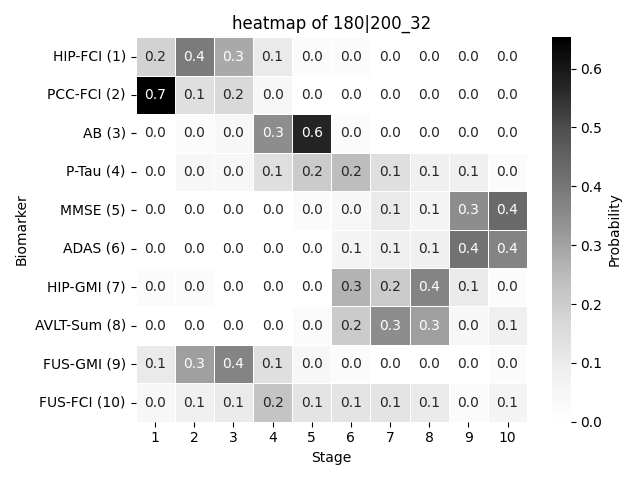 heatmap of 180|200_32
HIP-FCI (1) 0.2 0.4 0.3 0.1 0.0 0.0 0.0 0.0 0.0 0.0
PCC-FCI (2) 0.7 0.1 0.2 0.0 0.0 0.0 0.0 0.0 0.0 0.0
AB (3) 0.0 0.0 0.0 0.3 0.6 0.0 0.0 0.0 0.0 0.0
P-Tau (4) 0.0 0.0 0.0 0.1 0.2 0.2 0.1 0.1 0.1 0.0
MMSE (5) 0.0 0.0 0.0 0.0 0.0 0.0 0.1 0.1 0.3 0.4
ADAS (6) 0.0 0.0 0.0 0.0 0.0 0.1 0.1 0.1 0.4 0.4
HIP-GMI (7) 0.0 0.0 0.0 0.0 0.0 0.3 0.2 0.4 0.1 0.0
AVLT-Sum (8) 0.0 0.0 0.0 0.0 0.0 0.2 0.3 0.3 0.0 0.1
FUS-GMI (9) 0.1 0.3 0.4 0.1 0.0 0.0 0.0 0.0 0.0 0.0
FUS-FCI (10) 0.0 0.1 0.1 0.2 0.1 0.1 0.1 0.1 0.0 0.1
1 2 3 4 5 6 7 8 9 10
Stage
Biomarker
0.6
0.5
0.4
0.3
0.2
0.1
0.0
Probability